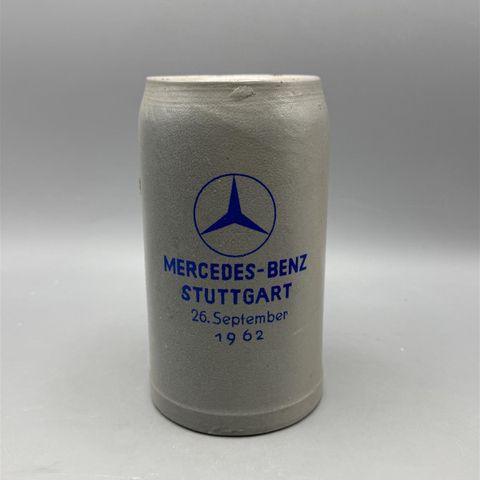 MERCEDES-BENZ
STUTTGART
26. September
1962